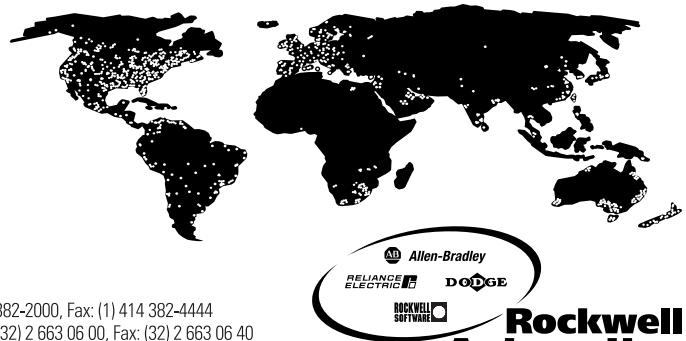 AB Allen-Bradley
RELIANCE
ELECTRIC
DODGE
ROCKWELL
SOFTWARE
382-2000, Fax: (1) 414 382-4444
32) 2 663 06 00, Fax: (32) 2 663 06 40
Rockwell